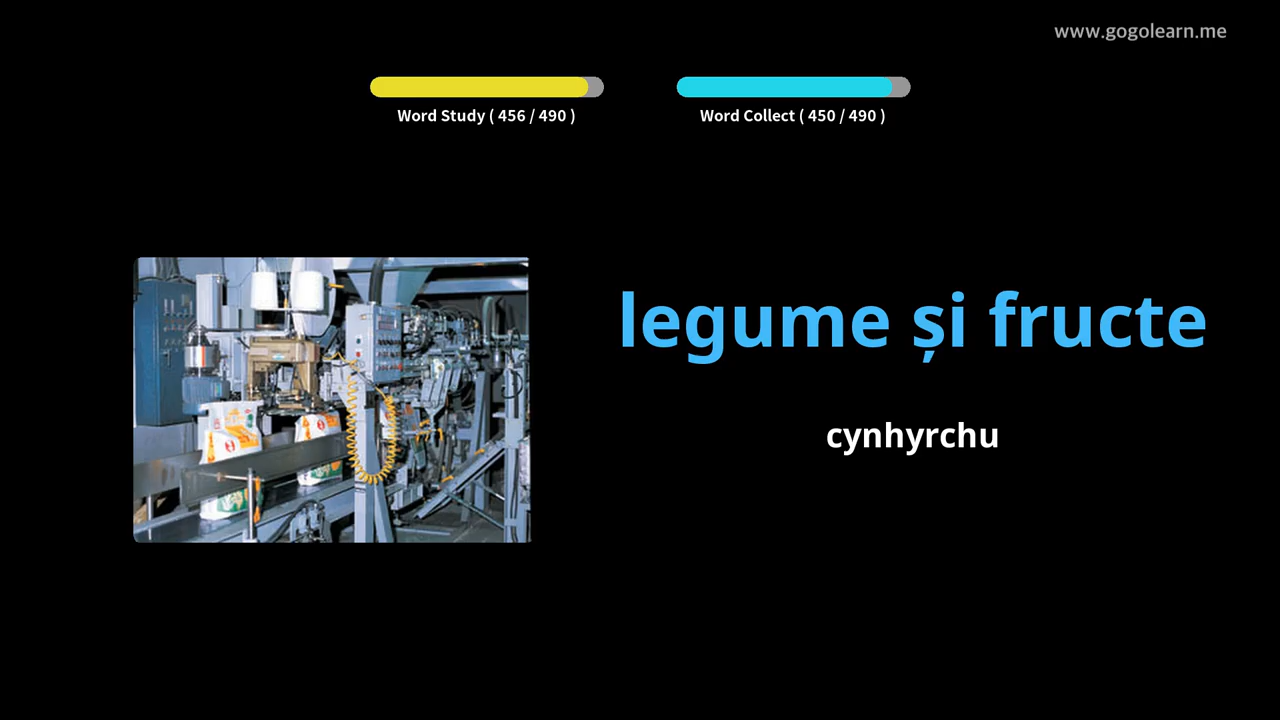 www.gogolearn.me
Word Study ( 456 / 490 )
Word Collect ( 450 / 490 )
legume și fructe
cynhyrchu